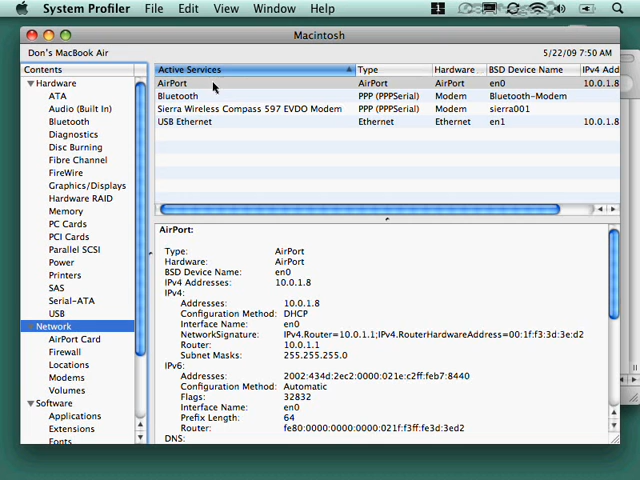 System Profiler File Edit View Window Help
Macintosh
Don's MacBook Air 5/22/09 7:50 AM
Contents
Hardware
ATA
Audio (Built In)
Bluetooth
Diagnostics
Disc Burning
Fibre Channel
FireWire
Graphics/Displays
Hardware RAID
Memory
PC Cards
PCI Cards
Parallel SCSI
Power
Printers
SAS
Serial-ATA
USB
Network
AirPort Card
Firewall
Locations
Modems
Volumes
Software
Applications
Extensions
Fonts
Active Services Type Hardware BSD Device Name IPv4 Addr
AirPort AirPort AirPort en0 10.0.1.8
Bluetooth PPP (PPPSerial) Modem Bluetooth-Modem
Sierra Wireless Compass 597 EVDO Modem PPP (PPPSerial) Modem sierra001
USB Ethernet Ethernet Ethernet en1 10.0.1.8
AirPort:
Type: AirPort
Hardware: AirPort
BSD Device Name: en0
IPv4 Addresses: 10.0.1.8
IPv4:
Addresses: 10.0.1.8
Configuration Method: DHCP
Interface Name: en0
NetworkSignature: IPv4.Router=10.0.1.1;IPv4.RouterHardwareAddress=00:1f:f3:3d:3e:d2
Router: 10.0.1.1
Subnet Masks: 255.255.255.0
IPv6:
Addresses: 2002:434d:2ec2:0000:021e:c2ff:feb7:8440
Configuration Method: Automatic
Flags: 32832
Interface Name: en0
Prefix Length: 64
Router: fe80:0000:0000:0000:021f:f3ff:fe3d:3ed2
DNS: